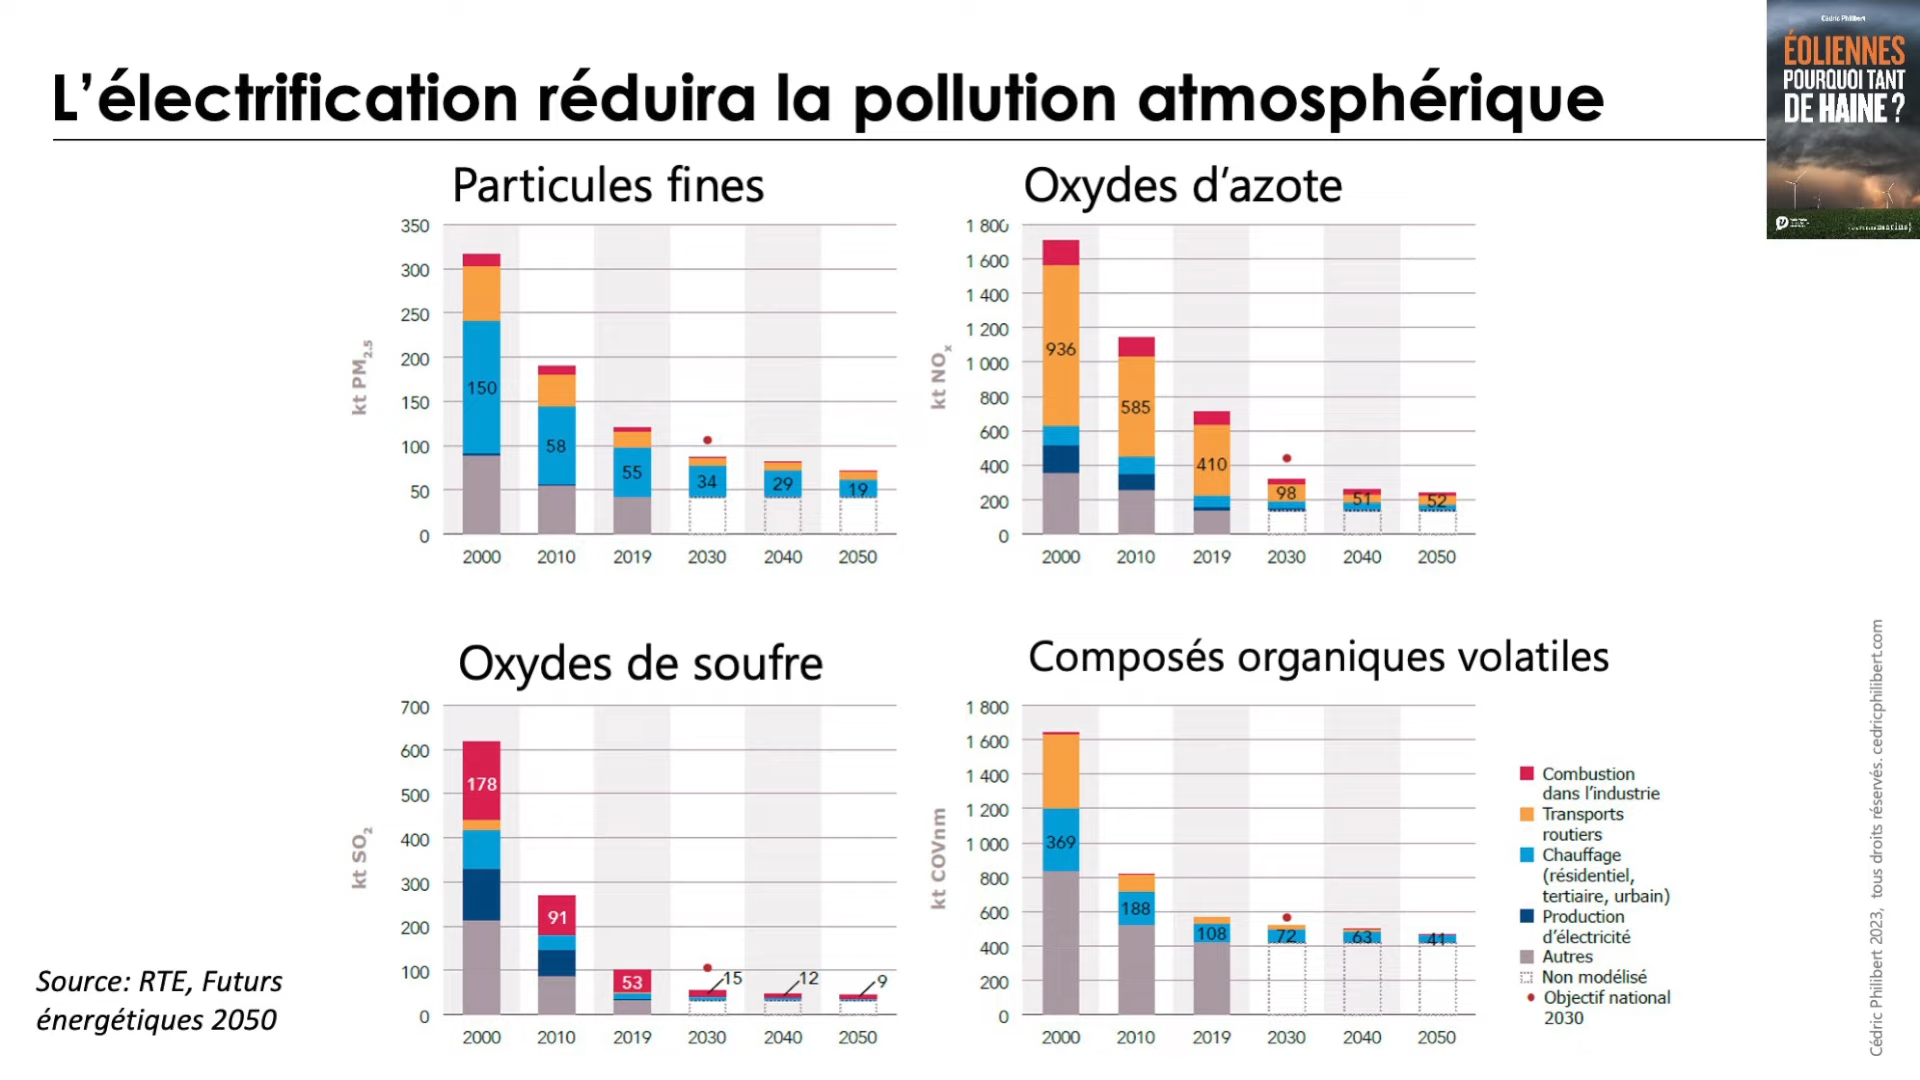 Cédric Philibert
ÉOLIENNES
POURQUOI TANT
DE HAINE ?
L’électrification réduira la pollution atmosphérique
Particules fines
350
300
250
200
150
100
50
0
kt PM2.5
150
58
55
34
29
19
2000 2010 2019 2030 2040 2050
Oxydes d’azote
1 800
1 600
1 400
1 200
1 000
800
600
400
200
0
kt NOx
936
585
410
98
51
52
2000 2010 2019 2030 2040 2050
Oxydes de soufre
700
600
500
400
300
200
100
0
kt SO2
178
91
53
15
12
9
2000 2010 2019 2030 2040 2050
Composés organiques volatiles
1 800
1 600
1 400
1 200
1 000
800
600
400
200
0
kt COVnm
369
188
108
72
63
41
2000 2010 2019 2030 2040 2050
Combustion
dans l’industrie
Transports
routiers
Chauffage
(résidentiel,
tertiaire, urbain)
Production
d’électricité
Autres
Non modélisé
Objectif national
2030
Source: RTE, Futurs
énergétiques 2050
Cédric Philibert 2023, tous droits réservés. cedricphilibert.com